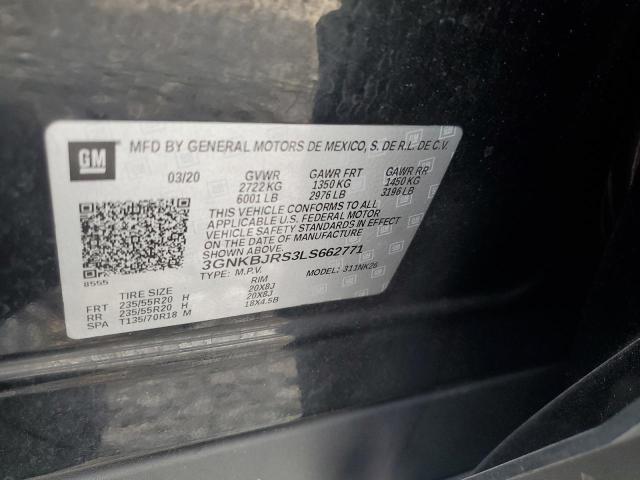 GM
MFD BY GENERAL MOTORS DE MEXICO, S. DE R.L. DE C.V.
03/20 GVWR GAWR FRT GAWR RR
2722 KG 1350 KG 1450 KG
6001 LB 2976 LB 3196 LB
THIS VEHICLE CONFORMS TO ALL
APPLICABLE U.S. FEDERAL MOTOR
VEHICLE SAFETY STANDARDS IN EFFECT
ON THE DATE OF MANUFACTURE
SHOWN ABOVE.
3GNKBJRS3LS662771
8555
TYPE: M.P.V. MODEL: 311NK26
TIRE SIZE RIM
FRT 235/55R20 H 20X8J
RR 235/55R20 H 20X8J
SPA T135/70R18 M 18X4.5B